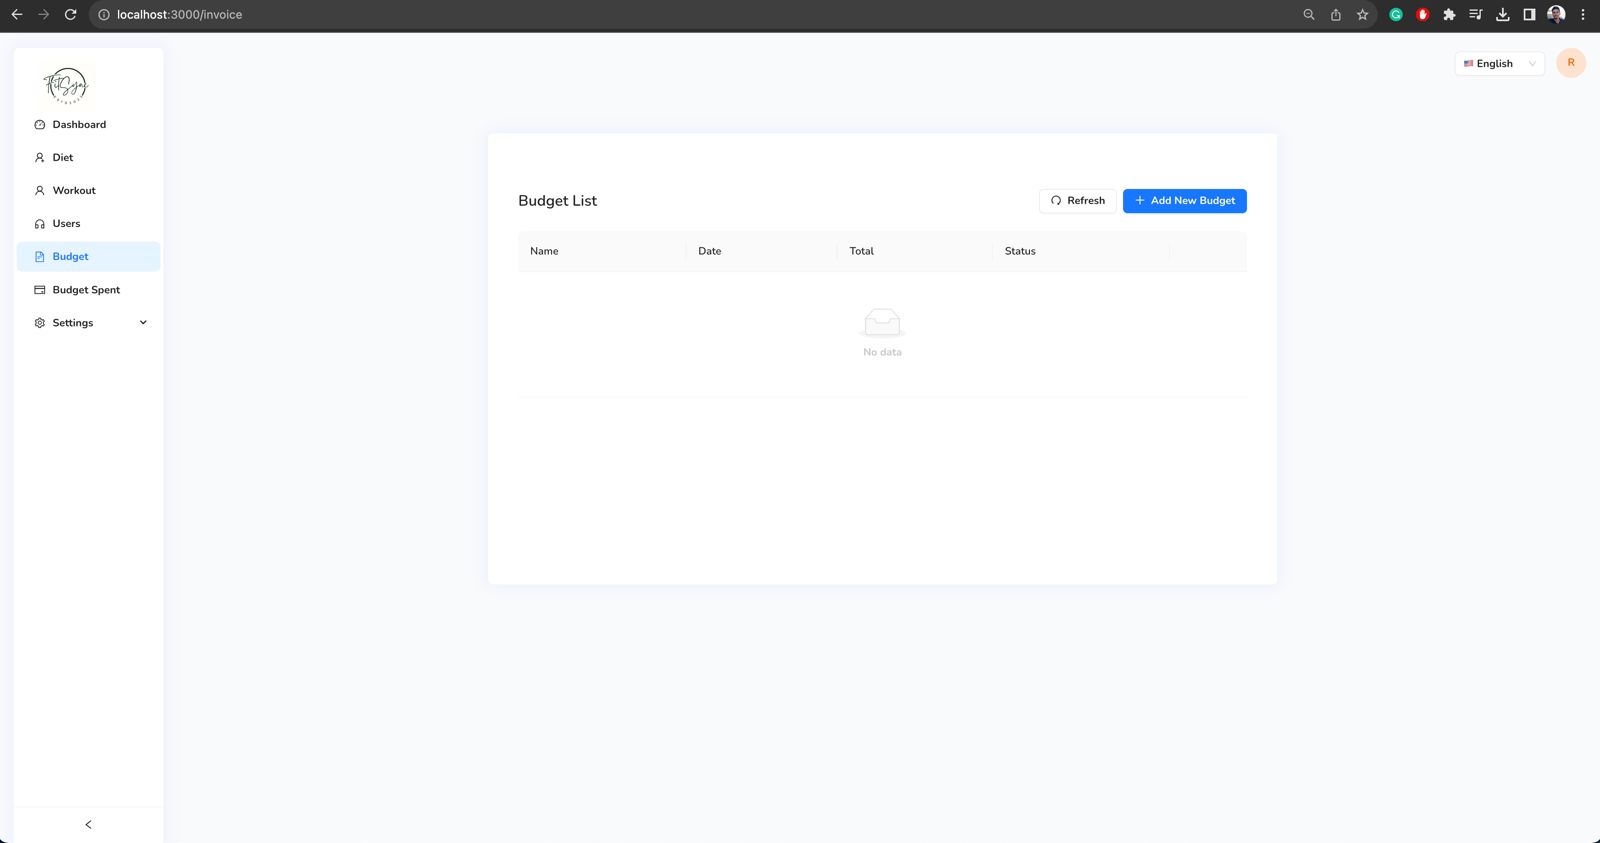 localhost:3000/invoice
English
R
FitSync
Dashboard
Diet
Workout
Users
Budget
Budget Spent
Settings
Budget List
Refresh
Add New Budget
Name Date Total Status
No data